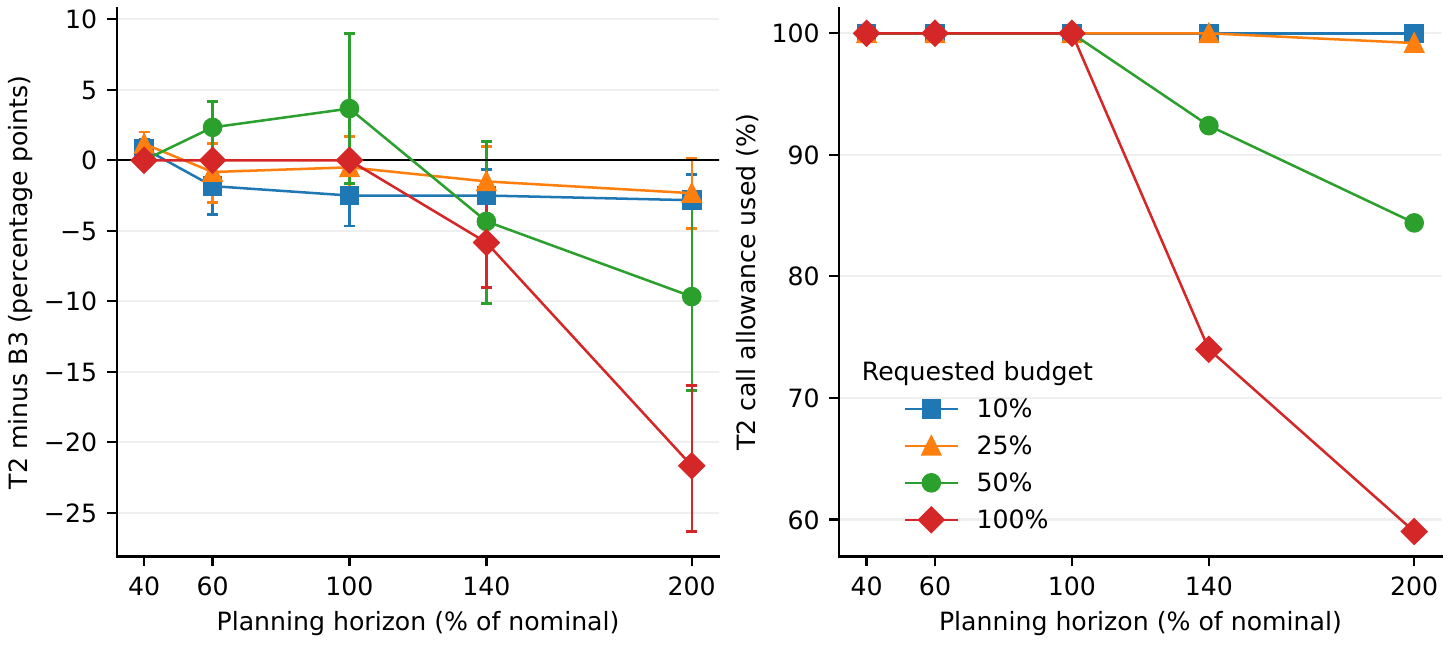 10
5
0
−5
−10
−15
−20
−25
T2 minus B3 (percentage points)
40 60 100 140 200
Planning horizon (% of nominal)
100
90
80
70
60
T2 call allowance used (%)
Requested budget
10%
25%
50%
100%
40 60 100 140 200
Planning horizon (% of nominal)